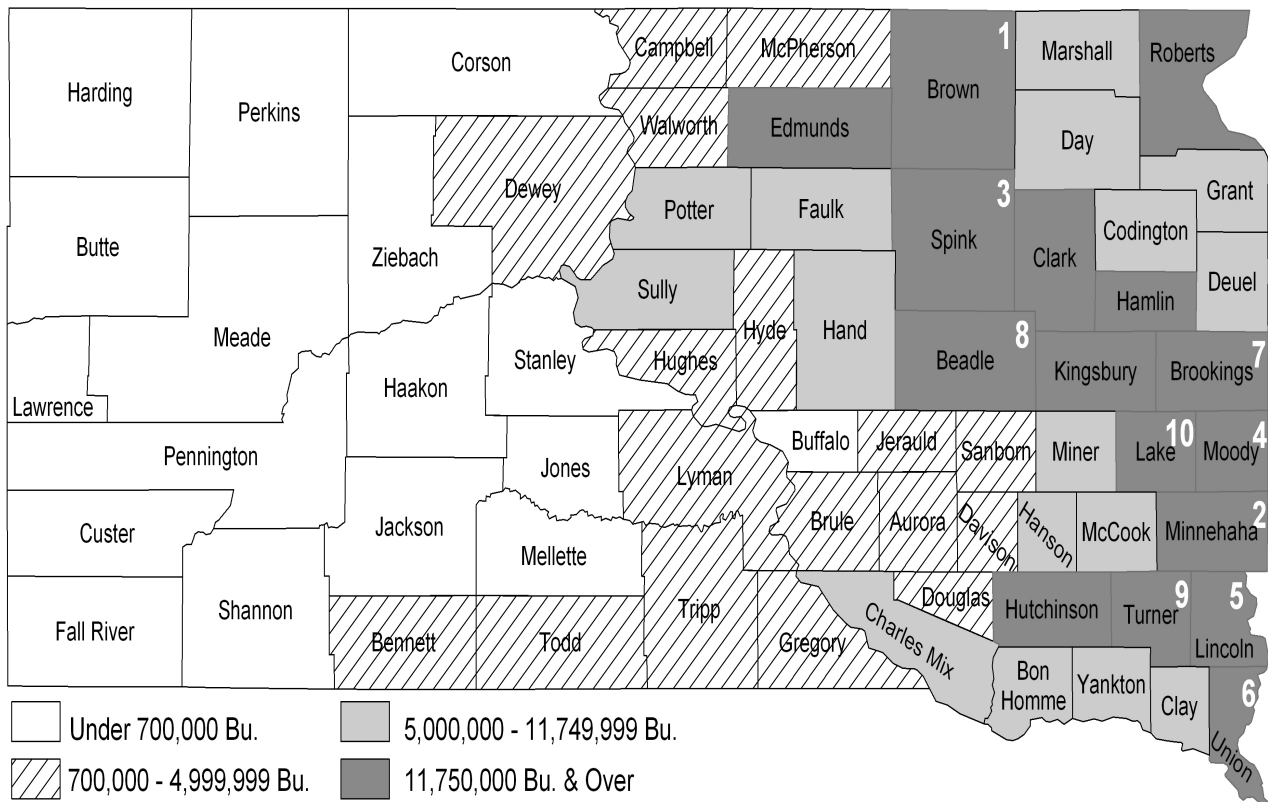 Harding
Perkins
Corson
Campbell
McPherson
1
Brown
Marshall
Roberts
Walworth
Edmunds
Day
Dewey
Potter
Faulk
3
Spink
Grant
Butte
Ziebach
Clark
Codington
Sully
Hamlin
Deuel
Meade
Hyde
Hand
8
Beadle
Stanley
Hughes
Kingsbury
7
Brookings
Haakon
Lawrence
Pennington
Jones
Lyman
Buffalo
Jerauld
Sanborn
Miner
10
Lake
4
Moody
Custer
Jackson
Mellette
Brule
Aurora
Davison
Hanson
McCook
2
Minnehaha
Fall River
Shannon
Bennett
Todd
Tripp
Gregory
Charles Mix
Douglas
Hutchinson
9
Turner
5
Lincoln
Bon
Homme
Yankton
Clay
6
Union
Under 700,000 Bu.
5,000,000 - 11,749,999 Bu.
700,000 - 4,999,999 Bu.
11,750,000 Bu. & Over